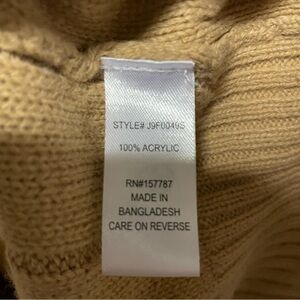 STYLE# J9F0049S
100% ACRYLIC
RN#157787
MADE IN
BANGLADESH
CARE ON REVERSE